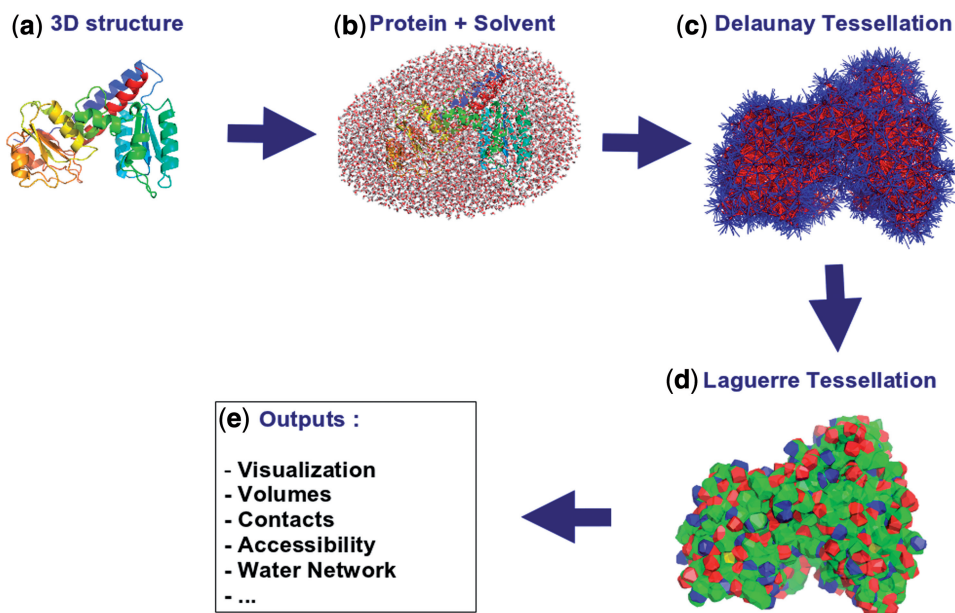 (a) 3D structure
(b) Protein + Solvent
(c) Delaunay Tessellation
(d) Laguerre Tessellation
(e) Outputs :
- Visualization
- Volumes
- Contacts
- Accessibility
- Water Network
- ...